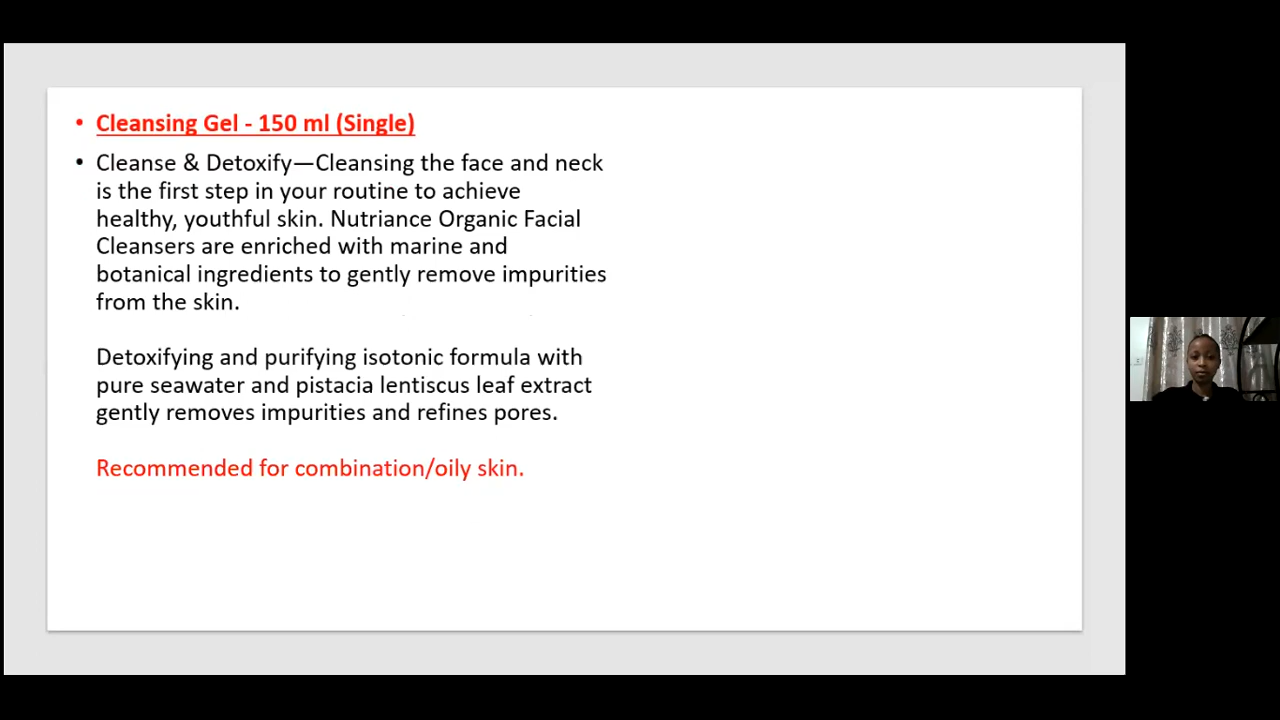 Cleansing Gel - 150 ml (Single)
Cleanse & Detoxify—Cleansing the face and neck
is the first step in your routine to achieve
healthy, youthful skin. Nutriance Organic Facial
Cleansers are enriched with marine and
botanical ingredients to gently remove impurities
from the skin.
Detoxifying and purifying isotonic formula with
pure seawater and pistacia lentiscus leaf extract
gently removes impurities and refines pores.
Recommended for combination/oily skin.